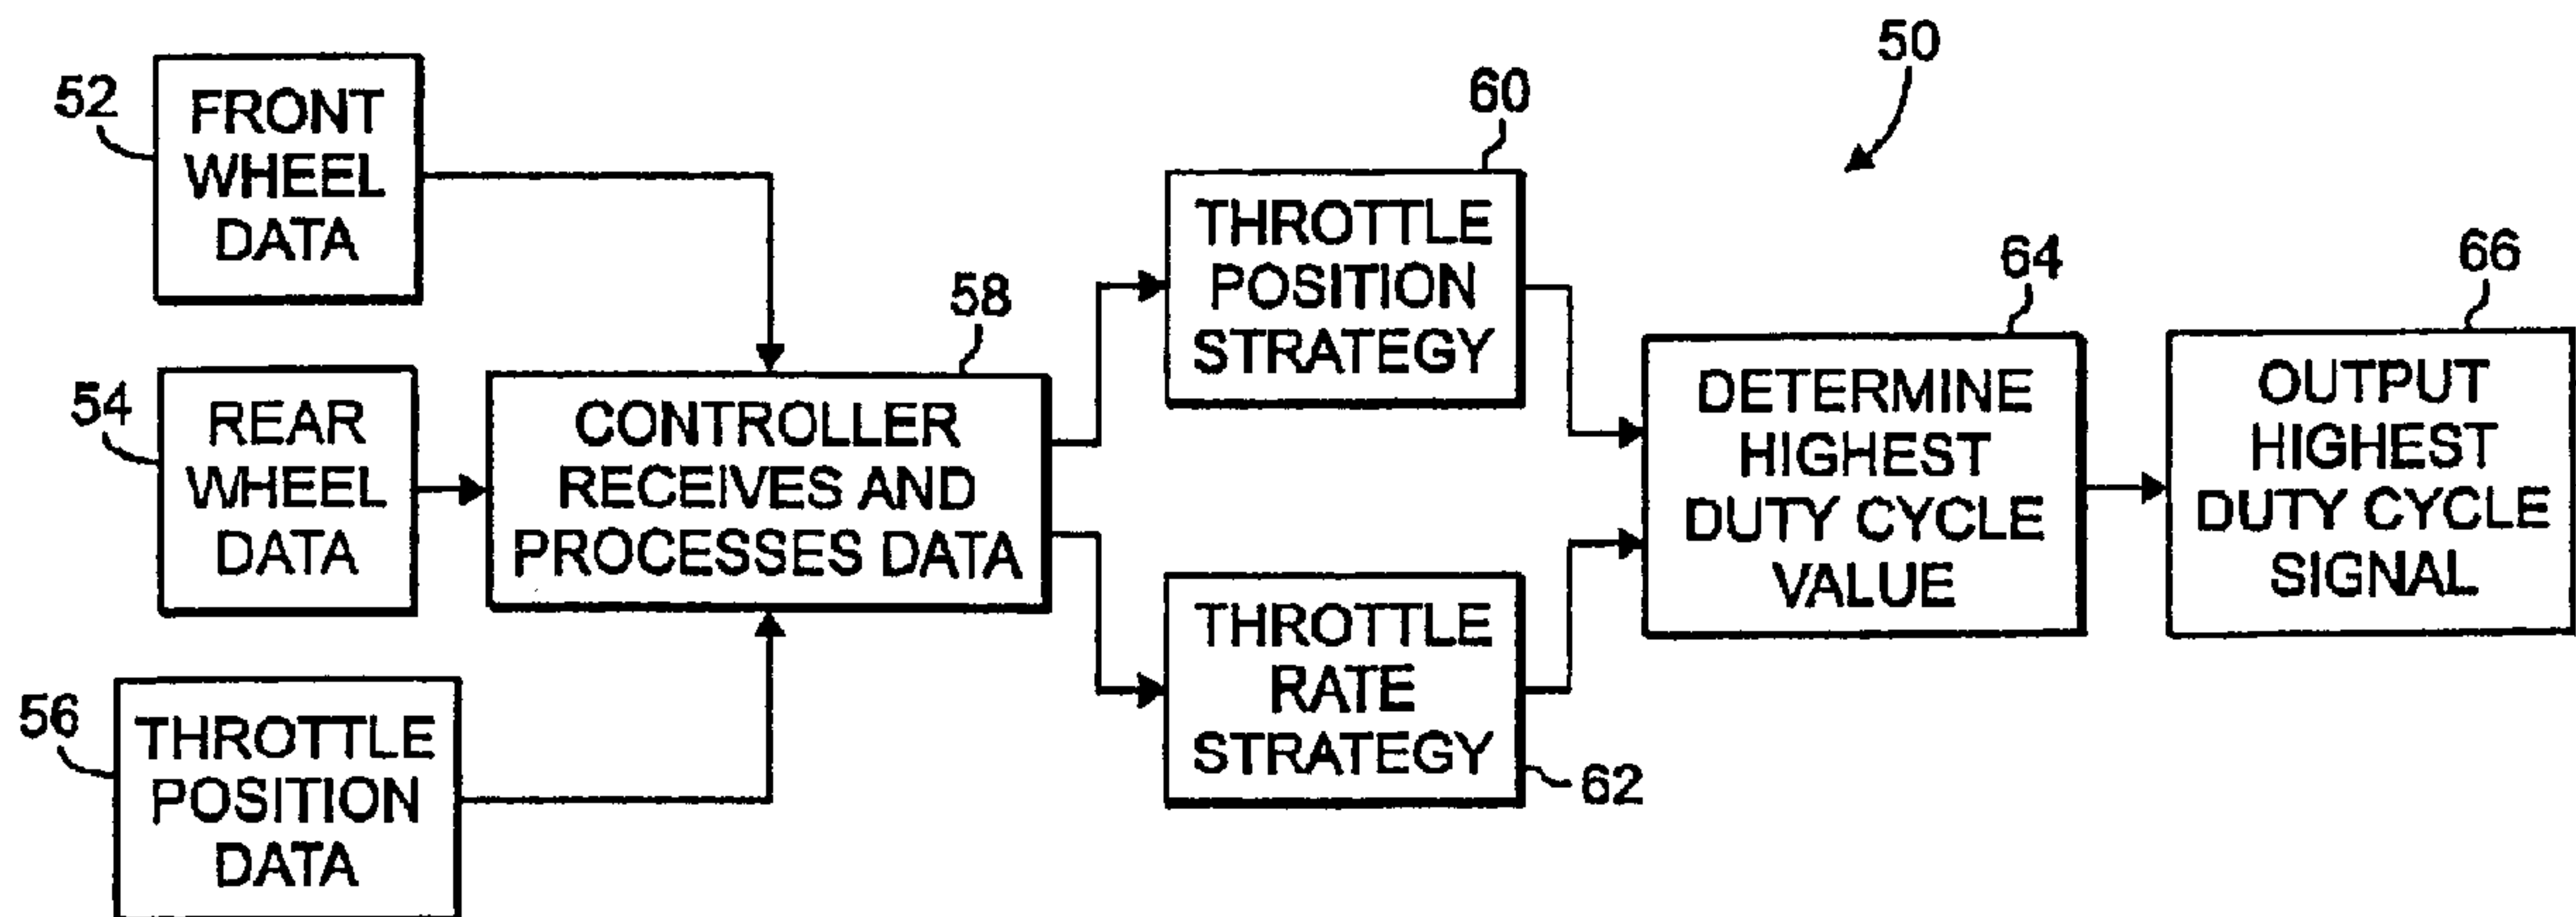 50
52
FRONT
WHEEL
DATA
54
REAR
WHEEL
DATA
56
THROTTLE
POSITION
DATA
58
CONTROLLER
RECEIVES AND
PROCESSES DATA
60
THROTTLE
POSITION
STRATEGY
THROTTLE
RATE
STRATEGY
62
64
DETERMINE
HIGHEST
DUTY CYCLE
VALUE
66
OUTPUT
HIGHEST
DUTY CYCLE
SIGNAL